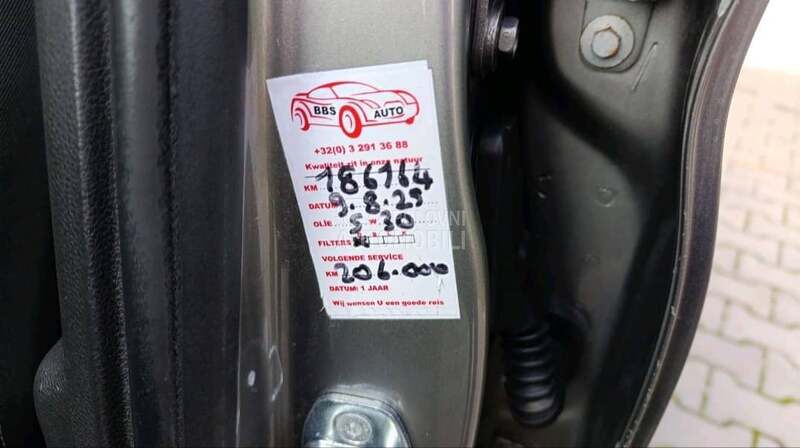 BBS
AUTO
+32(0) 3 291 36 88
Kwaliteit zit in onze natuur
KM 186164
DATUM 9.8.25
OLIE 5 W 30
FILTERS
VOLGENDE SERVICE
KM 206.000
DATUM: 1 JAAR
Wij wensen U een goede reis